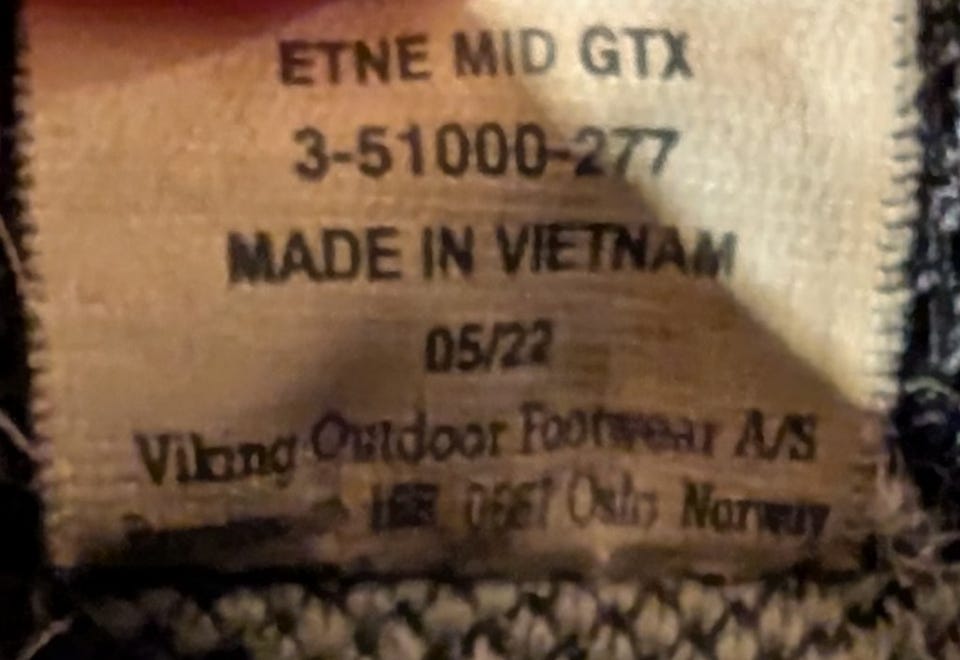 ETNE MID GTX
3-51000-277
MADE IN VIETNAM
05/22
Viking Outdoor Footwear A/S
Oslo Norway